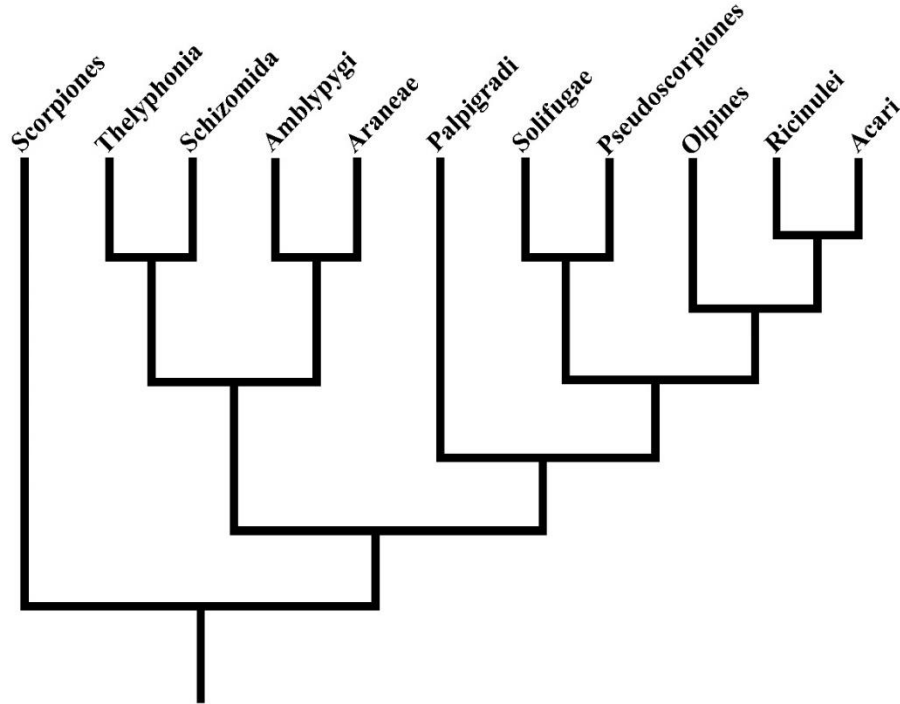 Scorpiones
Thelyphonia
Schizomida
Amblypygi
Araneae
Palpigradi
Solifugae
Pseudoscorpiones
Olpines
Ricinulei
Acari